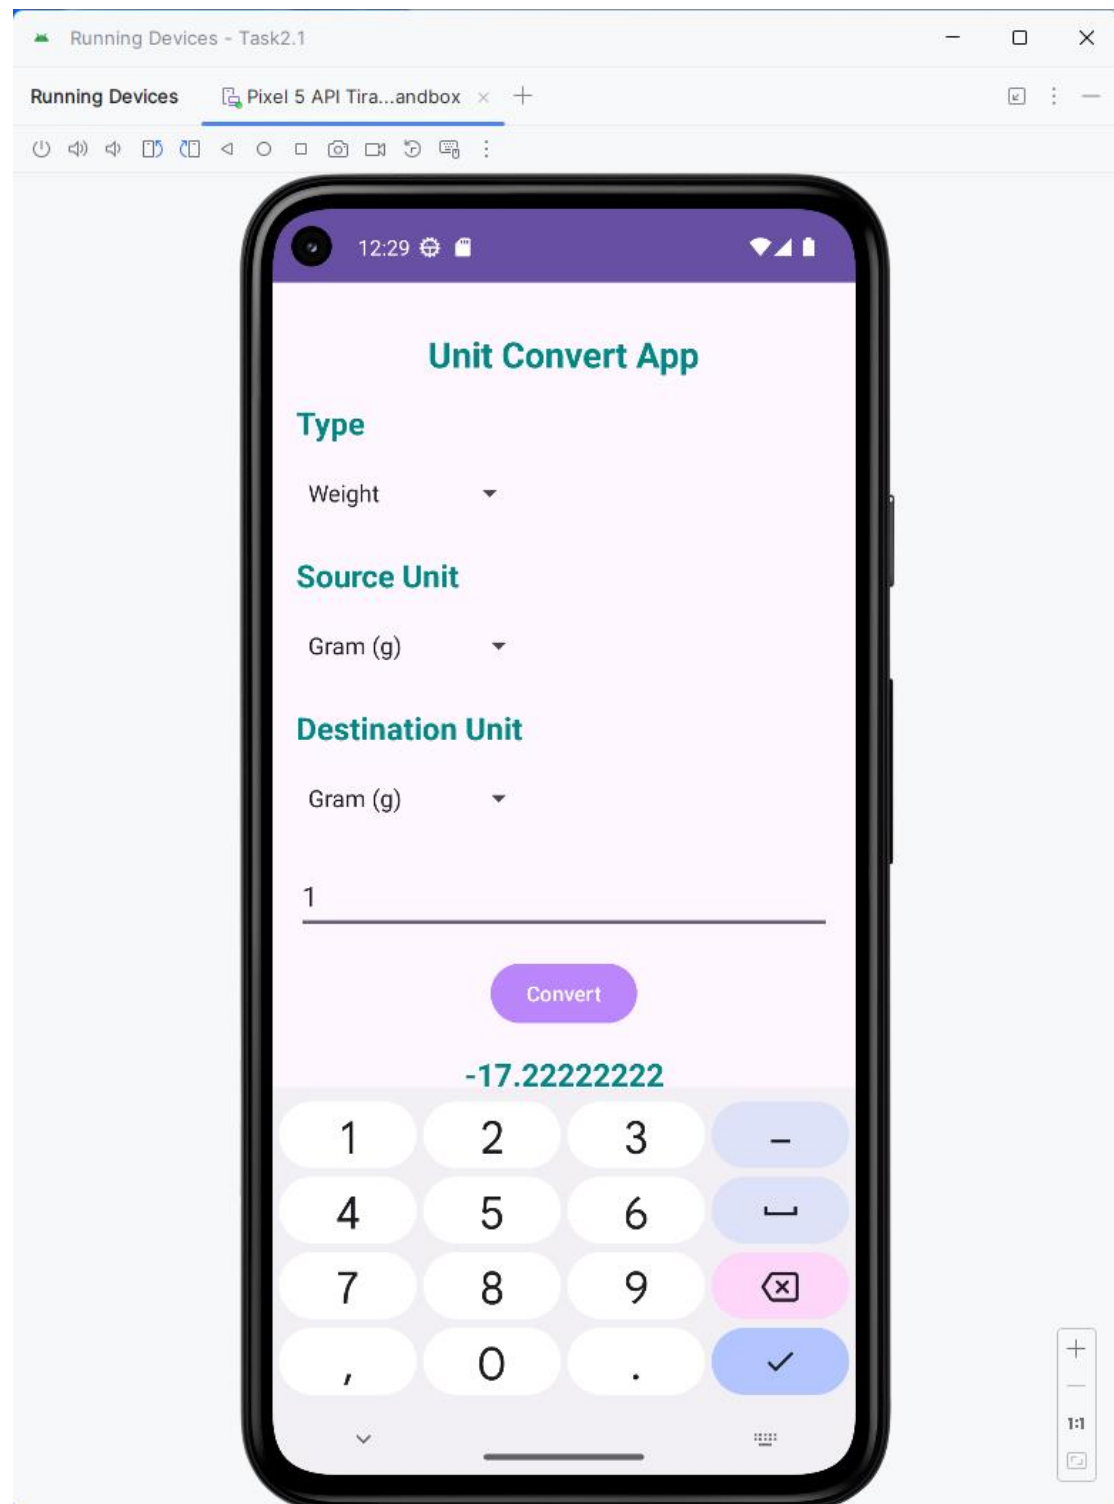 Running Devices - Task2.1
Running Devices Pixel 5 API Tira...andbox
12:29
Unit Convert App
Type
Weight
Source Unit
Gram (g)
Destination Unit
Gram (g)
1
Convert
-17.22222222
1 2 3 -
4 5 6
7 8 9
, 0 .
1:1